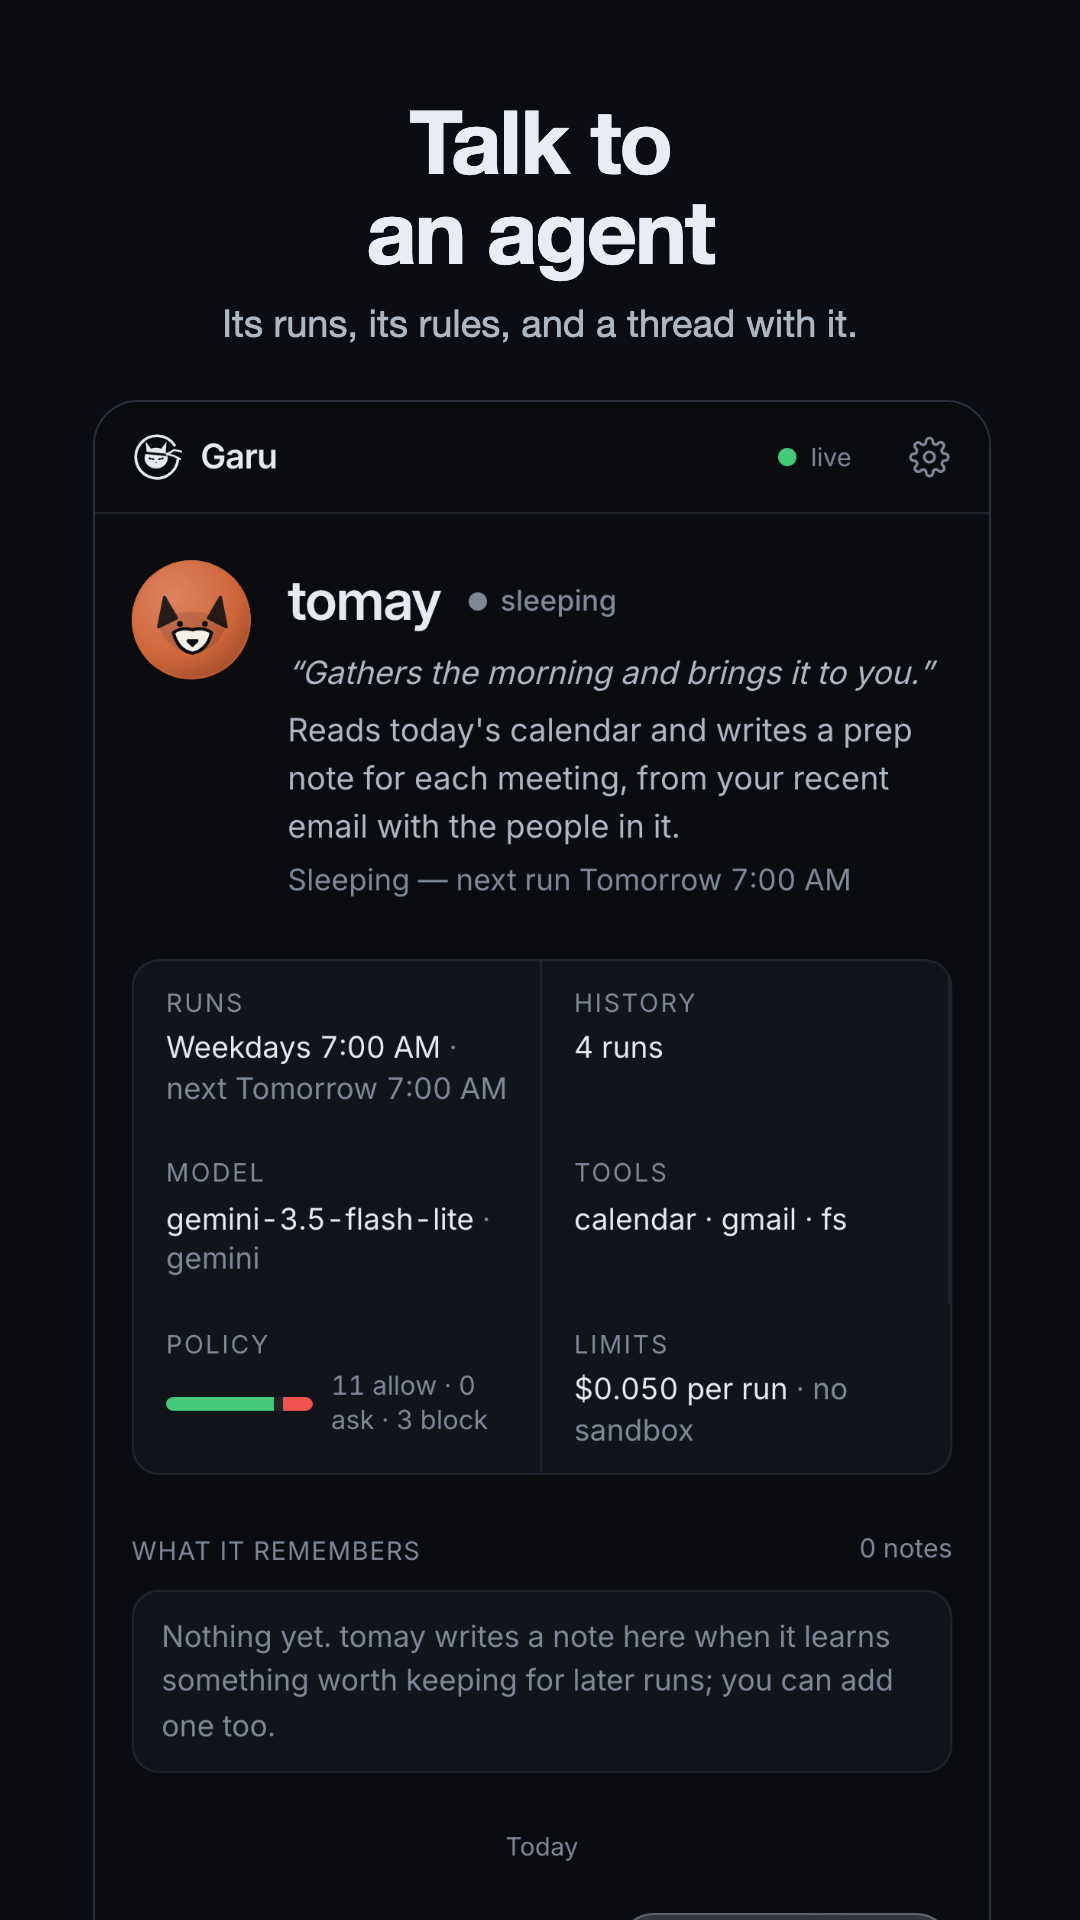 Talk to
an agent
Its runs, its rules, and a thread with it.
Garu
live
tomay
sleeping
“Gathers the morning and brings it to you.”
Reads today's calendar and writes a prep
note for each meeting, from your recent
email with the people in it.
Sleeping — next run Tomorrow 7:00 AM
RUNS
Weekdays 7:00 AM ·
next Tomorrow 7:00 AM
HISTORY
4 runs
MODEL
gemini-3.5-flash-lite ·
gemini
TOOLS
calendar · gmail · fs
POLICY
11 allow · 0
ask · 3 block
LIMITS
$0.050 per run · no
sandbox
WHAT IT REMEMBERS
0 notes
Nothing yet. tomay writes a note here when it learns
something worth keeping for later runs; you can add
one too.
Today